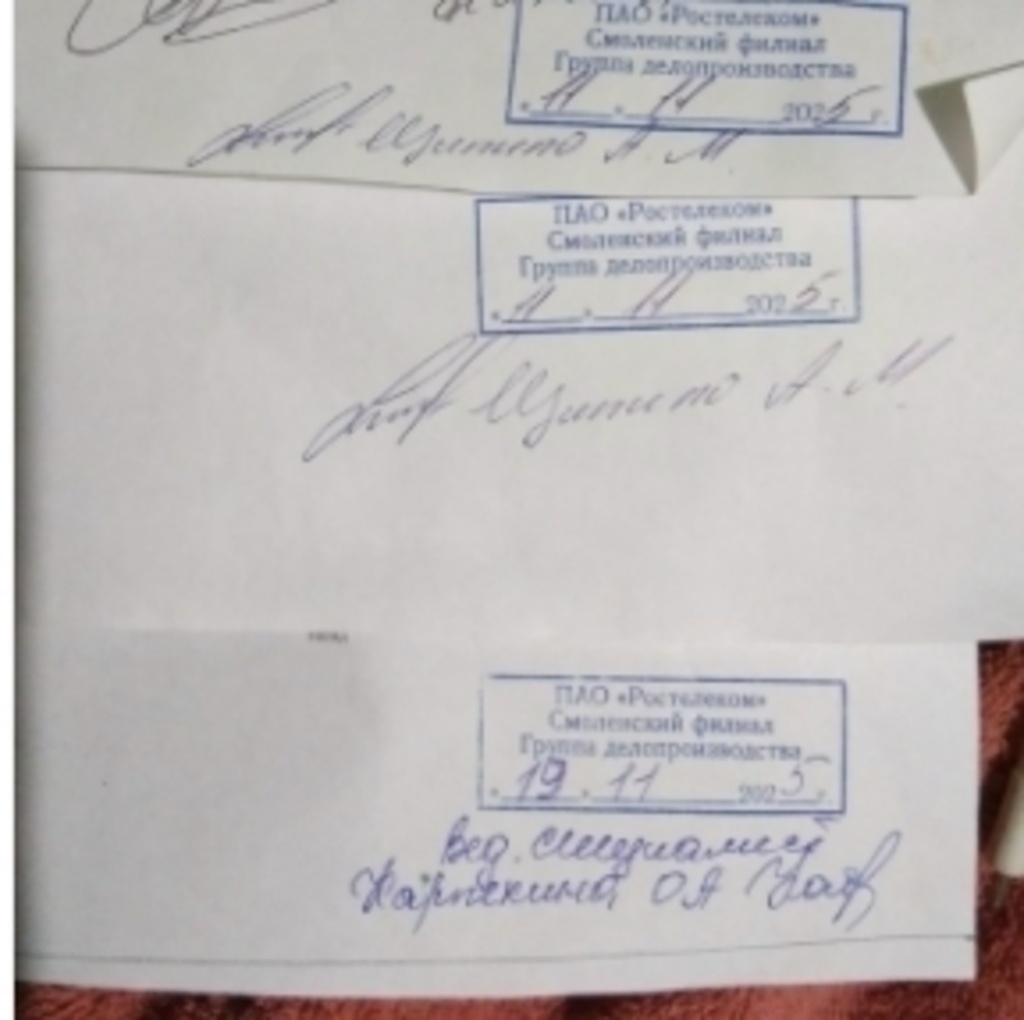 ПАО «Ростелеком»
Смоленский филиал
Группа делопроизводства
« 11 » 11 2025 г.
А. М.
ПАО «Ростелеком»
Смоленский филиал
Группа делопроизводства
« 11 » 11 2025 г.
А. М.
ПАО «Ростелеком»
Смоленский филиал
Группа делопроизводства
« 19 » 11 2025 г.
Вед. специалист
ОА